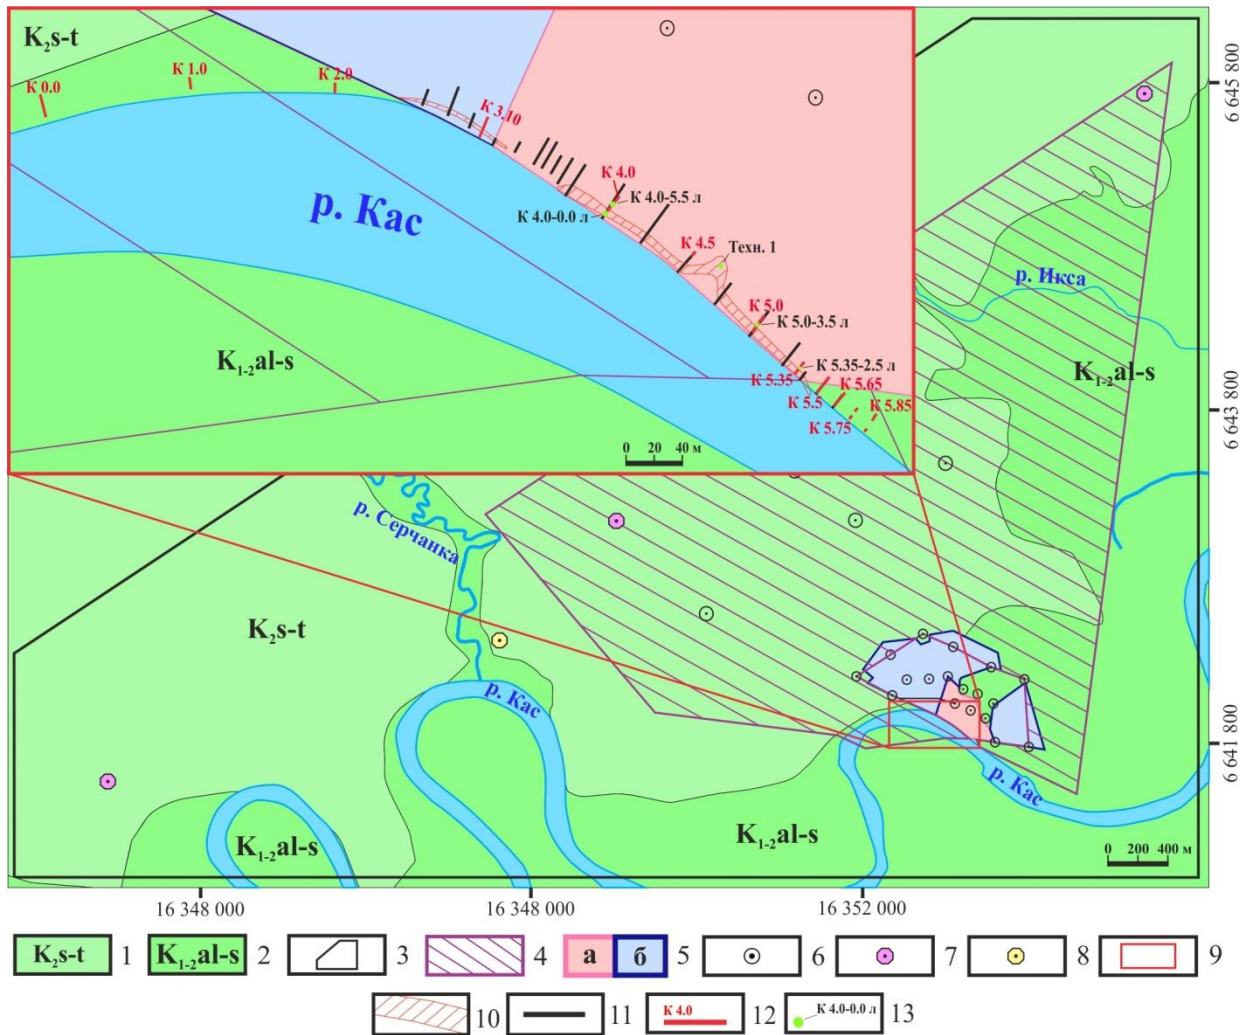 K₂s-t
К 0.0
К 1.0
К 2.0
К 3.10
р. Кас
К 4.0
К 4.0-5.5 л
К 4.0-0.0 л
К 4.5
Техн. 1
К 5.0
К 5.0-3.5 л
К 5.35-2.5 л
К 5.35
К 5.65
К 5.5
К 5.85
К 5.75
K₁₋₂al-s
0 20 40 м
6 645 800
р. Икса
K₁₋₂al-s
6 643 800
р. Серчанка
K₂s-t
р. Кас
6 641 800
р. Кас
K₁₋₂al-s
K₁₋₂al-s
0 200 400 м
16 348 000
16 348 000
16 352 000
K₂s-t 1
K₁₋₂al-s 2
3
4
а б 5
6
7
8
9
10
11
К 4.0 12
К 4.0-0.0 л 13